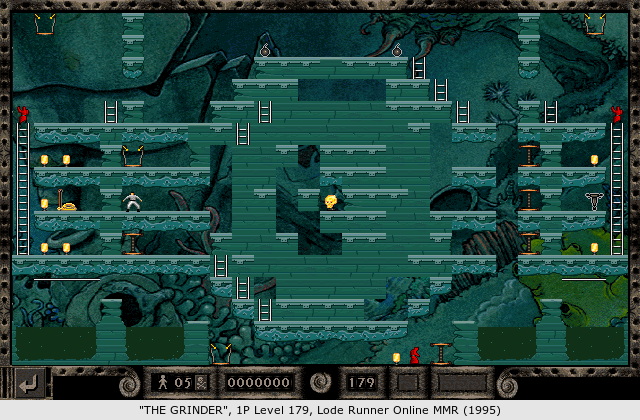 05 0000000 179
"THE GRINDER", 1P Level 179, Lode Runner Online MMR (1995)